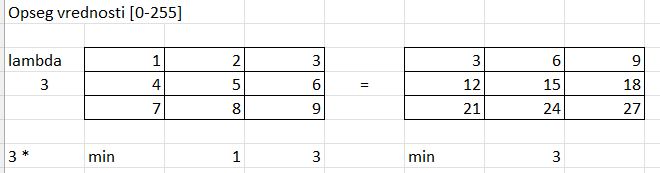 Opseg vrednosti [0-255]
lambda 1 2 3 3 6 9
3 4 5 6 = 12 15 18
7 8 9 21 24 27
3 * min 1 3 min 3